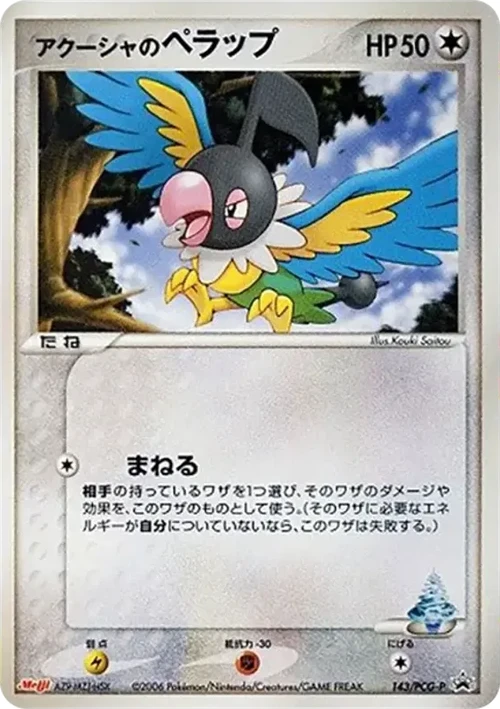 アクーシャのペラップ HP50
たね Illus.Kouki Saitou
まねる
相手の持っているワザを1つ選び、そのワザのダメージや
効果を、このワザのものとして使う。(そのワザに必要なエネ
ルギーが自分についていないなら、このワザは失敗する。)
弱点 抵抗力 -30 にげる
Meiji ©2006 Pokémon/Nintendo/Creatures/GAME FREAK 143/PCG-P